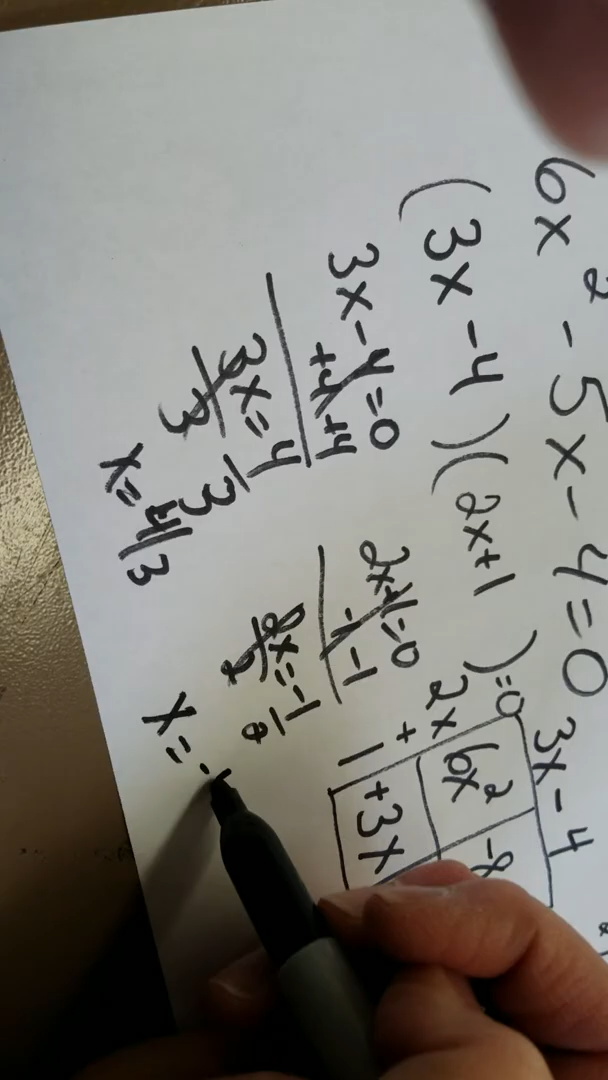 6x² - 5x - 4 = 0
(3x - 4)(2x + 1) = 0
3x - 4 = 0
+4 +4
3x = 4
3 3
x = 4/3
2x + 1 = 0
-1 -1
2x = -1
2 2
x = -
3x - 4
2x 6x² -8
+
1 +3x